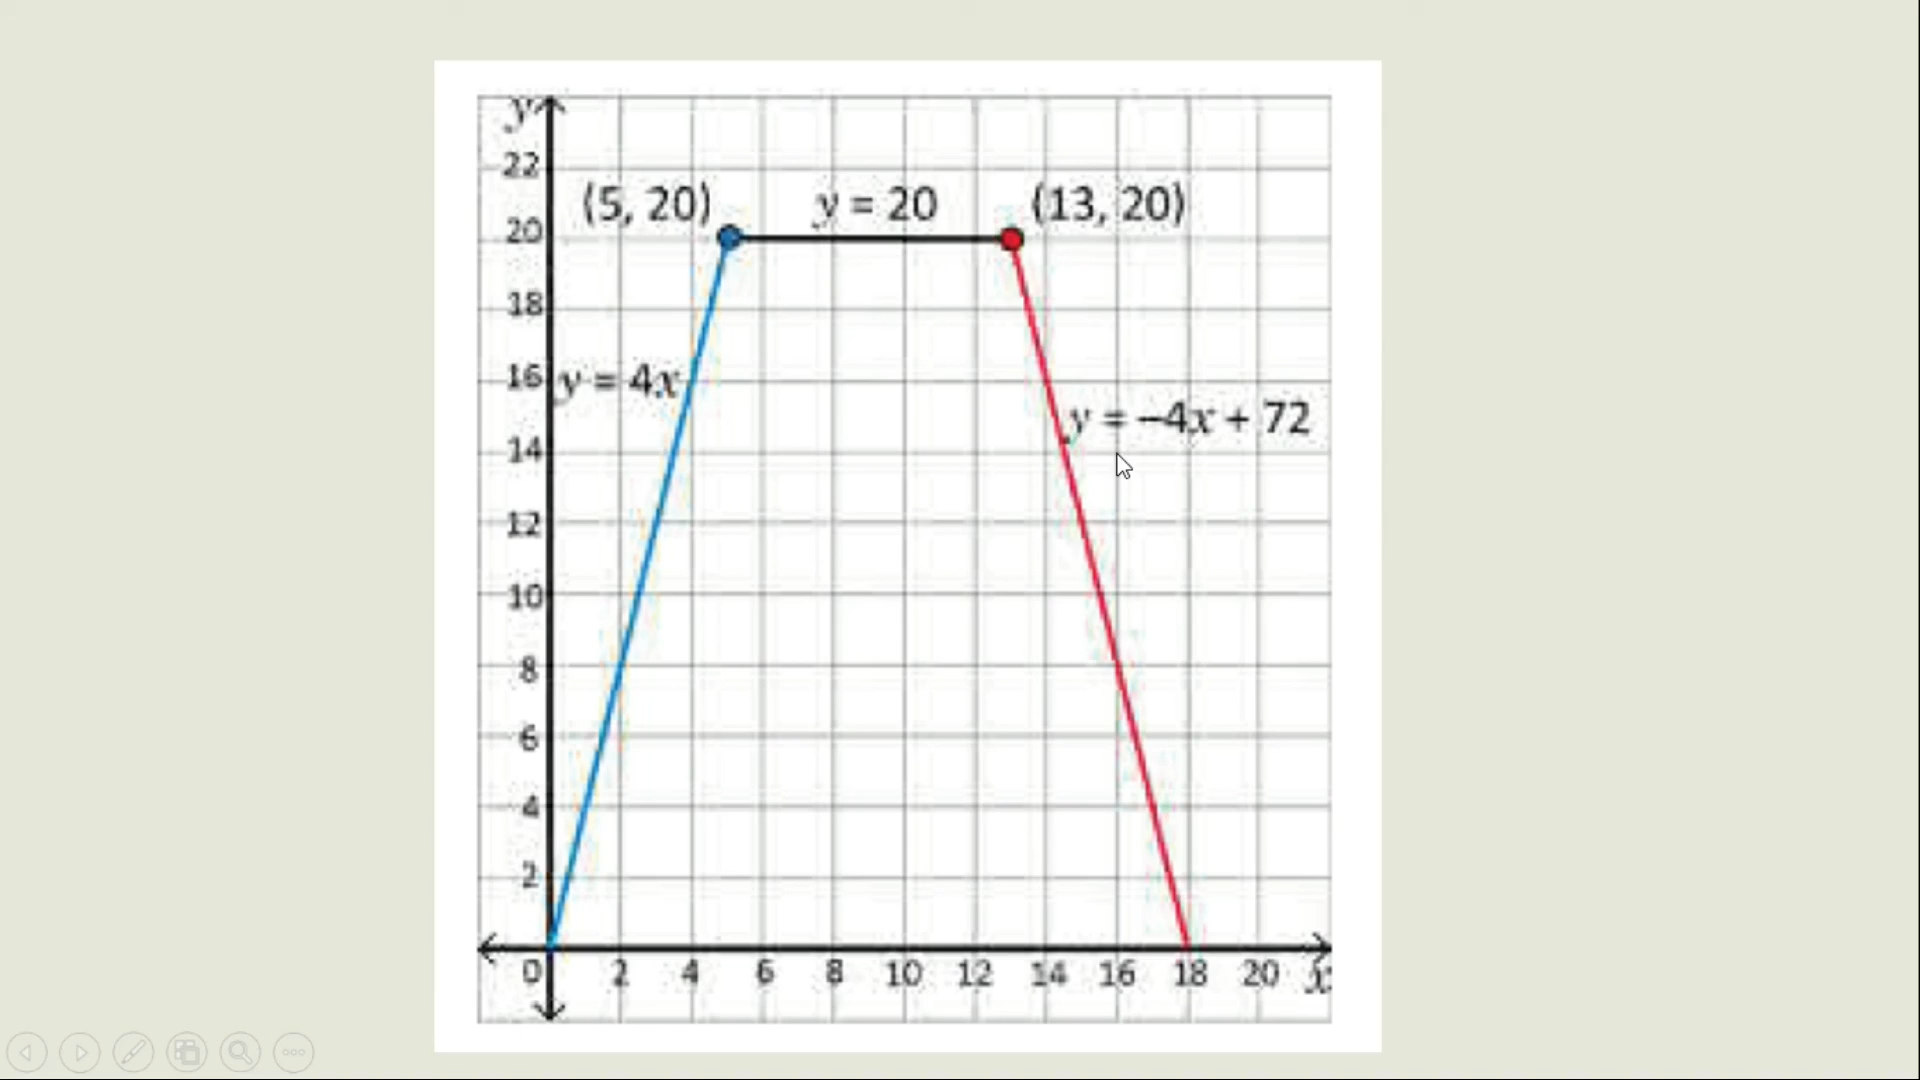 y
22
(5, 20) y = 20 (13, 20)
20
18
16 y = 4x
y = −4x + 72
14
12
10
8
6
4
2
0 2 4 6 8 10 12 14 16 18 20 x